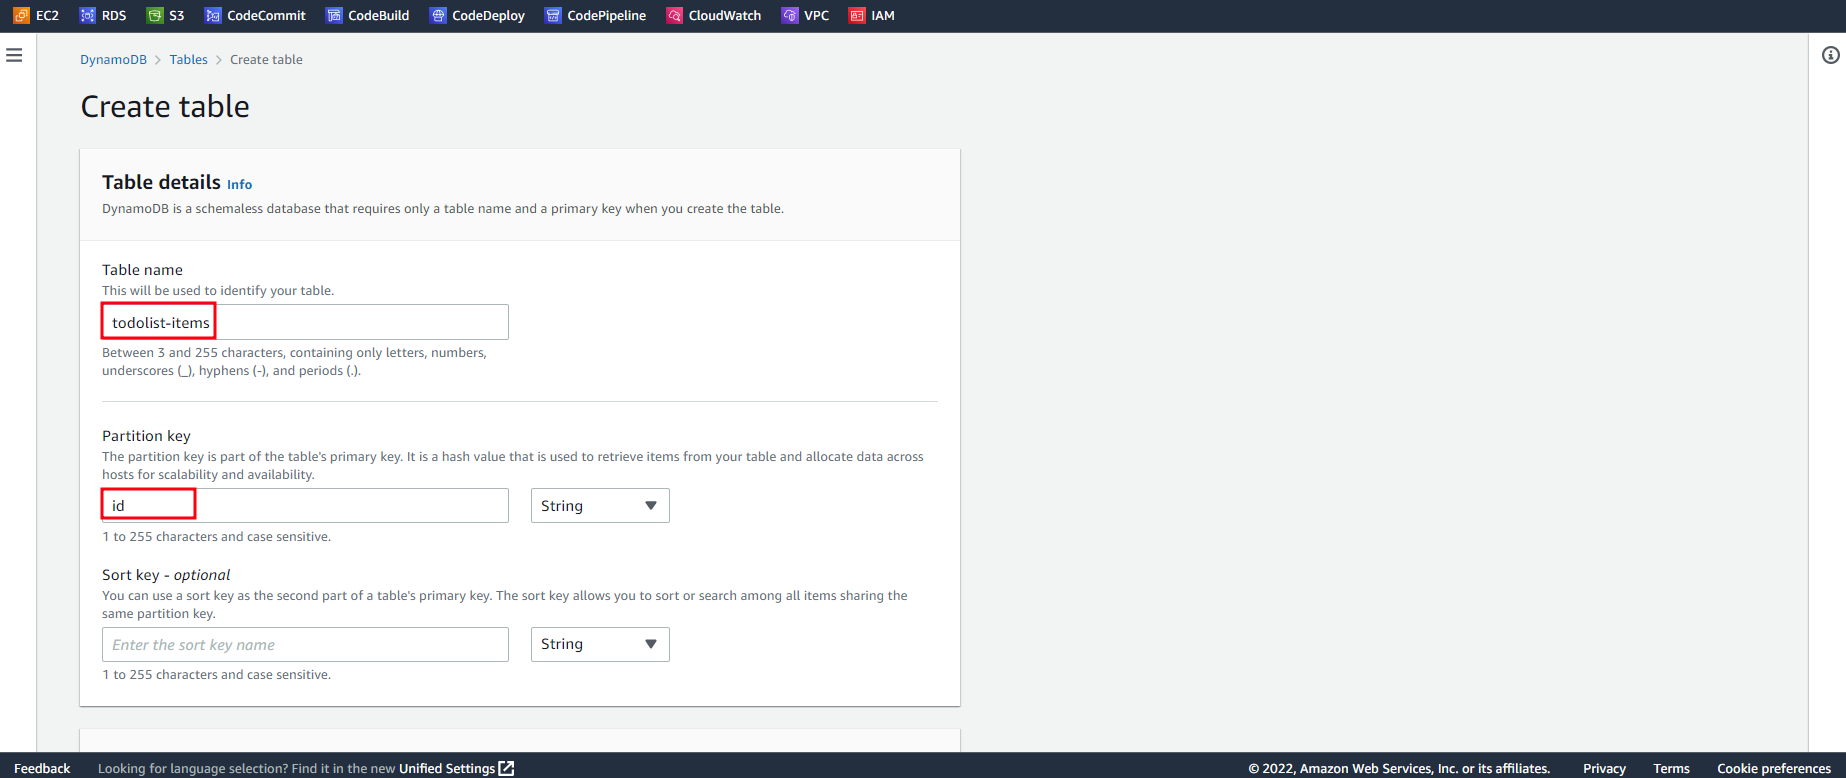 EC2 RDS S3 CodeCommit CodeBuild CodeDeploy CodePipeline CloudWatch VPC IAM
DynamoDB > Tables > Create table
Create table
Table details Info
DynamoDB is a schemaless database that requires only a table name and a primary key when you create the table.
Table name
This will be used to identify your table.
todolist-items
Between 3 and 255 characters, containing only letters, numbers,
underscores (_), hyphens (-), and periods (.).
Partition key
The partition key is part of the table's primary key. It is a hash value that is used to retrieve items from your table and allocate data across
hosts for scalability and availability.
id String
1 to 255 characters and case sensitive.
Sort key - optional
You can use a sort key as the second part of a table's primary key. The sort key allows you to sort or search among all items sharing the
same partition key.
Enter the sort key name String
1 to 255 characters and case sensitive.
Feedback Looking for language selection? Find it in the new Unified Settings © 2022, Amazon Web Services, Inc. or its affiliates. Privacy Terms Cookie preferences